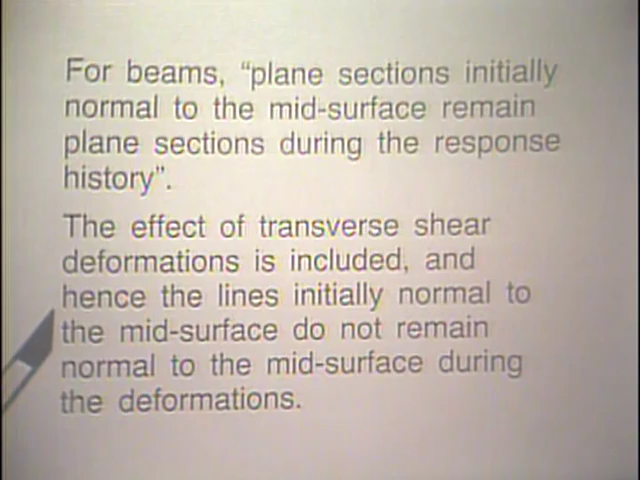 For beams, “plane sections initially
normal to the mid-surface remain
plane sections during the response
history”.
The effect of transverse shear
deformations is included, and
hence the lines initially normal to
the mid-surface do not remain
normal to the mid-surface during
the deformations.